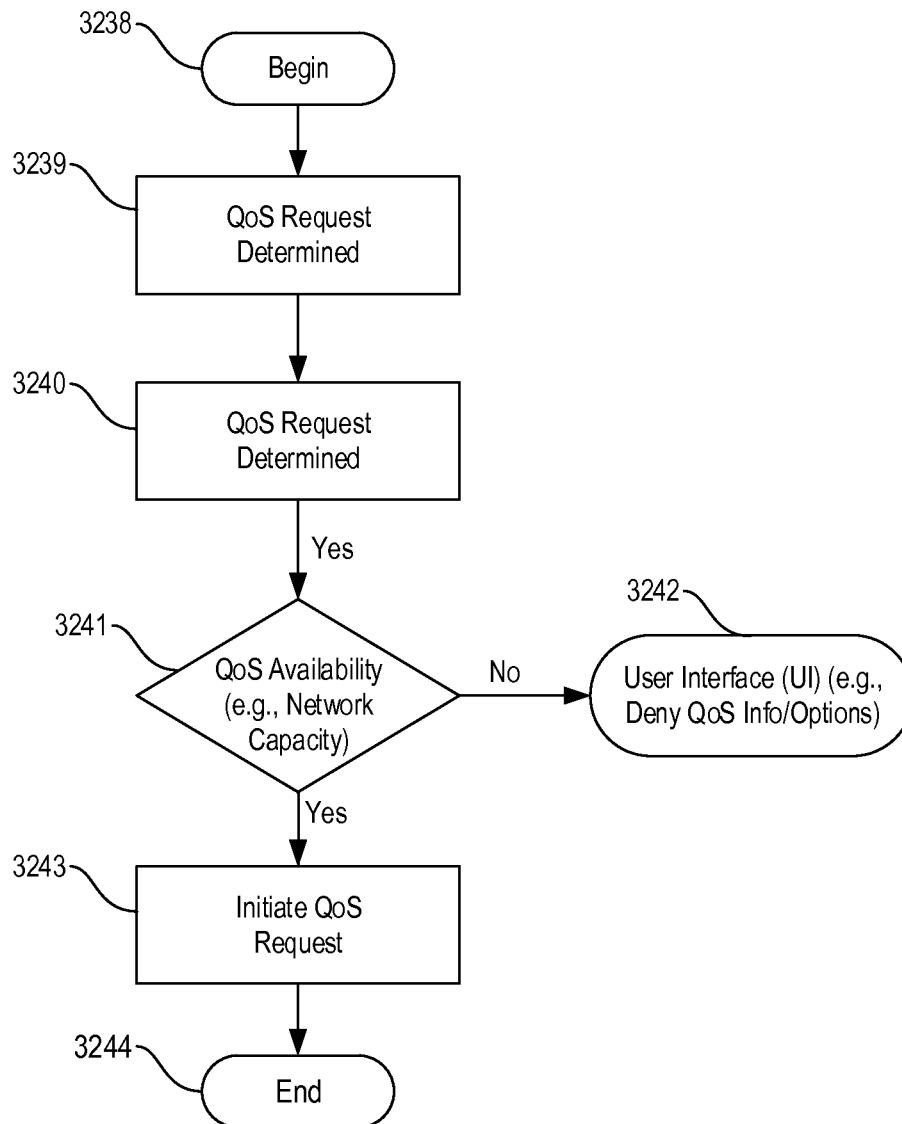 3238
Begin
3239
QoS Request
Determined
3240
QoS Request
Determined
Yes
3241
QoS Availability
(e.g., Network
Capacity)
No
3242
User Interface (UI) (e.g.,
Deny QoS Info/Options)
Yes
3243
Initiate QoS
Request
3244
End